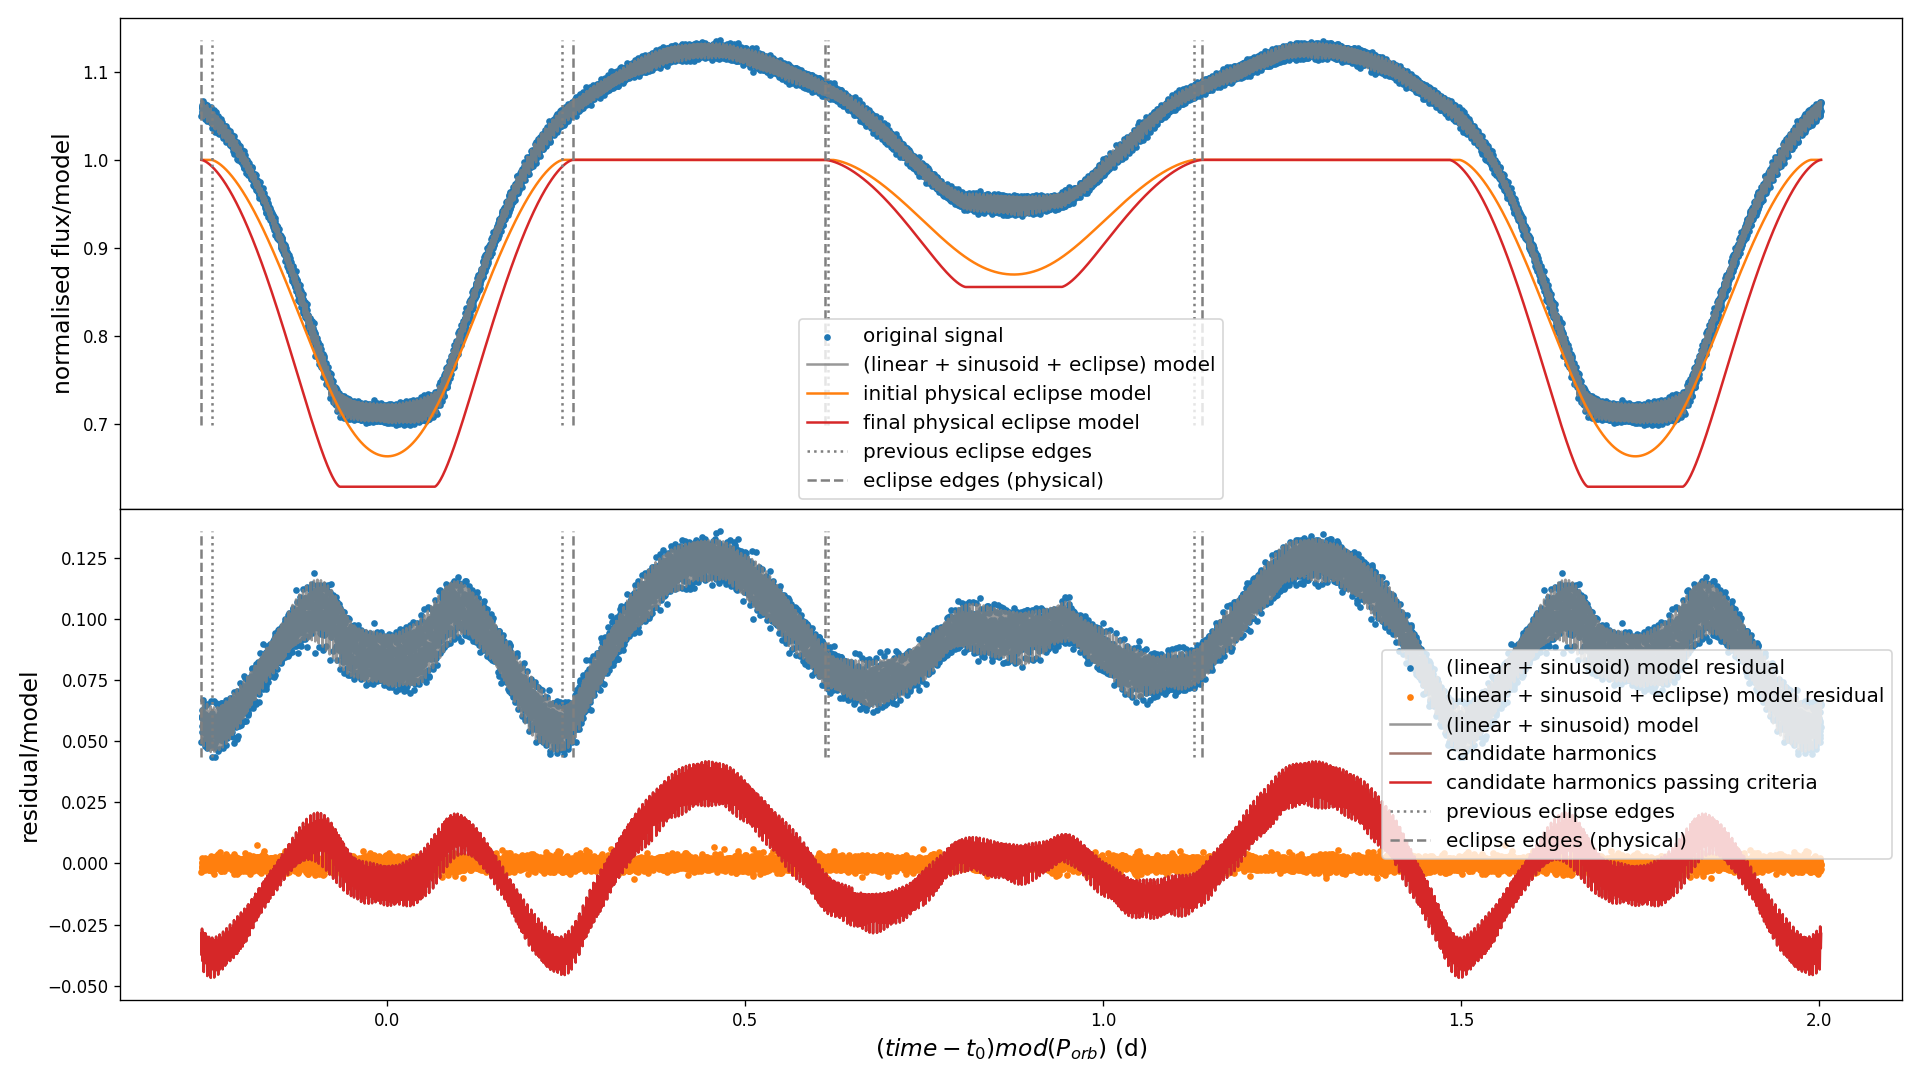 normalised flux/model
1.1
1.0
0.9
0.8
0.7
original signal
(linear + sinusoid + eclipse) model
initial physical eclipse model
final physical eclipse model
previous eclipse edges
eclipse edges (physical)
residual/model
0.125
0.100
0.075
0.050
0.025
0.000
−0.025
−0.050
(linear + sinusoid) model residual
(linear + sinusoid + eclipse) model residual
(linear + sinusoid) model
candidate harmonics
candidate harmonics passing criteria
previous eclipse edges
eclipse edges (physical)
0.0 0.5 1.0 1.5 2.0
(time − t₀)mod(Pₒᵣb) (d)